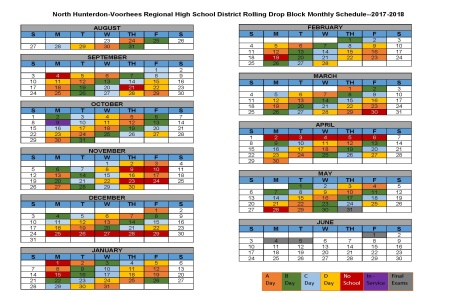 North Hunterdon-Voorhees Regional High School District Rolling Drop Block Monthly Schedule--2017-2018
AUGUST
S M T W TH F S
23 24 25 26
27 28 29 30 31
SEPTEMBER
S M T W TH F S
1 2
3 4 5 6 7 8 9
10 11 12 13 14 15 16
17 18 19 20 21 22 23
24 25 26 27 28 29 30
OCTOBER
S M T W TH F S
1 2 3 4 5 6 7
8 9 10 11 12 13 14
15 16 17 18 19 20 21
22 23 24 25 26 27 28
29 30 31
NOVEMBER
S M T W TH F S
1 2 3 4
5 6 7 8 9 10 11
12 13 14 15 16 17 18
19 20 21 22 23 24 25
26 27 28 29 30
DECEMBER
S M T W TH F S
1 2
3 4 5 6 7 8 9
10 11 12 13 14 15 16
17 18 19 20 21 22 23
24 25 26 27 28 29 30
31
JANUARY
S M T W TH F S
1 2 3 4 5 6
7 8 9 10 11 12 13
14 15 16 17 18 19 20
21 22 23 24 25 26 27
28 29 30 31
FEBRUARY
S M T W TH F S
1 2 3
4 5 6 7 8 9 10
11 12 13 14 15 16 17
18 19 20 21 22 23 24
25 26 27 28
MARCH
S M T W TH F S
1 2 3
4 5 6 7 8 9 10
11 12 13 14 15 16 17
18 19 20 21 22 23 24
25 26 27 28 29 30 31
APRIL
S M T W TH F S
1 2 3 4 5 6 7
8 9 10 11 12 13 14
15 16 17 18 19 20 21
22 23 24 25 26 27 28
29 30
MAY
S M T W TH F S
1 2 3 4 5
6 7 8 9 10 11 12
13 14 15 16 17 18 19
20 21 22 23 24 25 26
27 28 29 30 31
JUNE
S M T W TH F S
1 2
3 4 5 6 7 8 9
10 11 12 13 14 15 16
17 18 19 20 21 22 23
24 25 26 27 28 29 30
A B C D No In- Final
Day Day Day Day School Service Exams